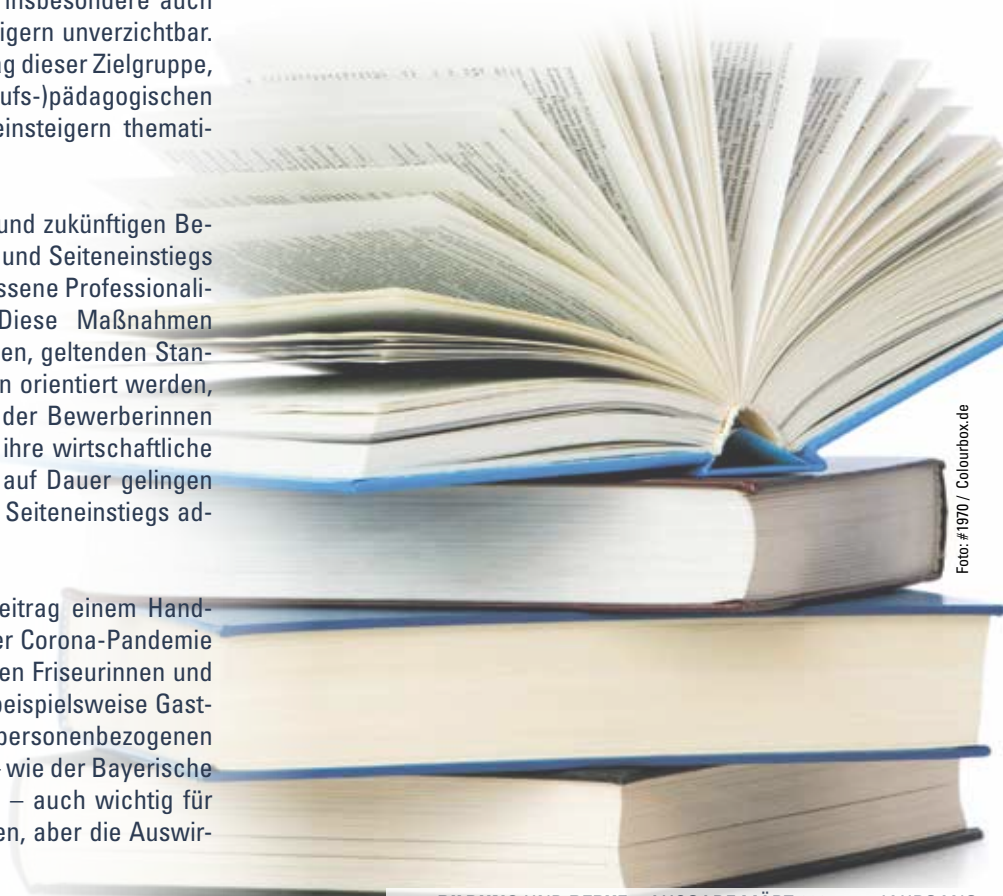 insbesondere auch
igern unverzichtbar.
g dieser Zielgruppe,
ufs-)pädagogischen
einsteigern themati-
und zukünftigen Be-
und Seiteneinstiegs
ssene Professionali-
Diese Maßnahmen
en, geltenden Stan-
n orientiert werden,
der Bewerberinnen
ihre wirtschaftliche
auf Dauer gelingen
Seiteneinstiegs ad-
eitrag einem Hand-
er Corona-Pandemie
en Friseurinnen und
beispielsweise Gast-
personenbezogenen
wie der Bayerische
– auch wichtig für
en, aber die Auswir-
Foto: #1970 / Colourbox.de